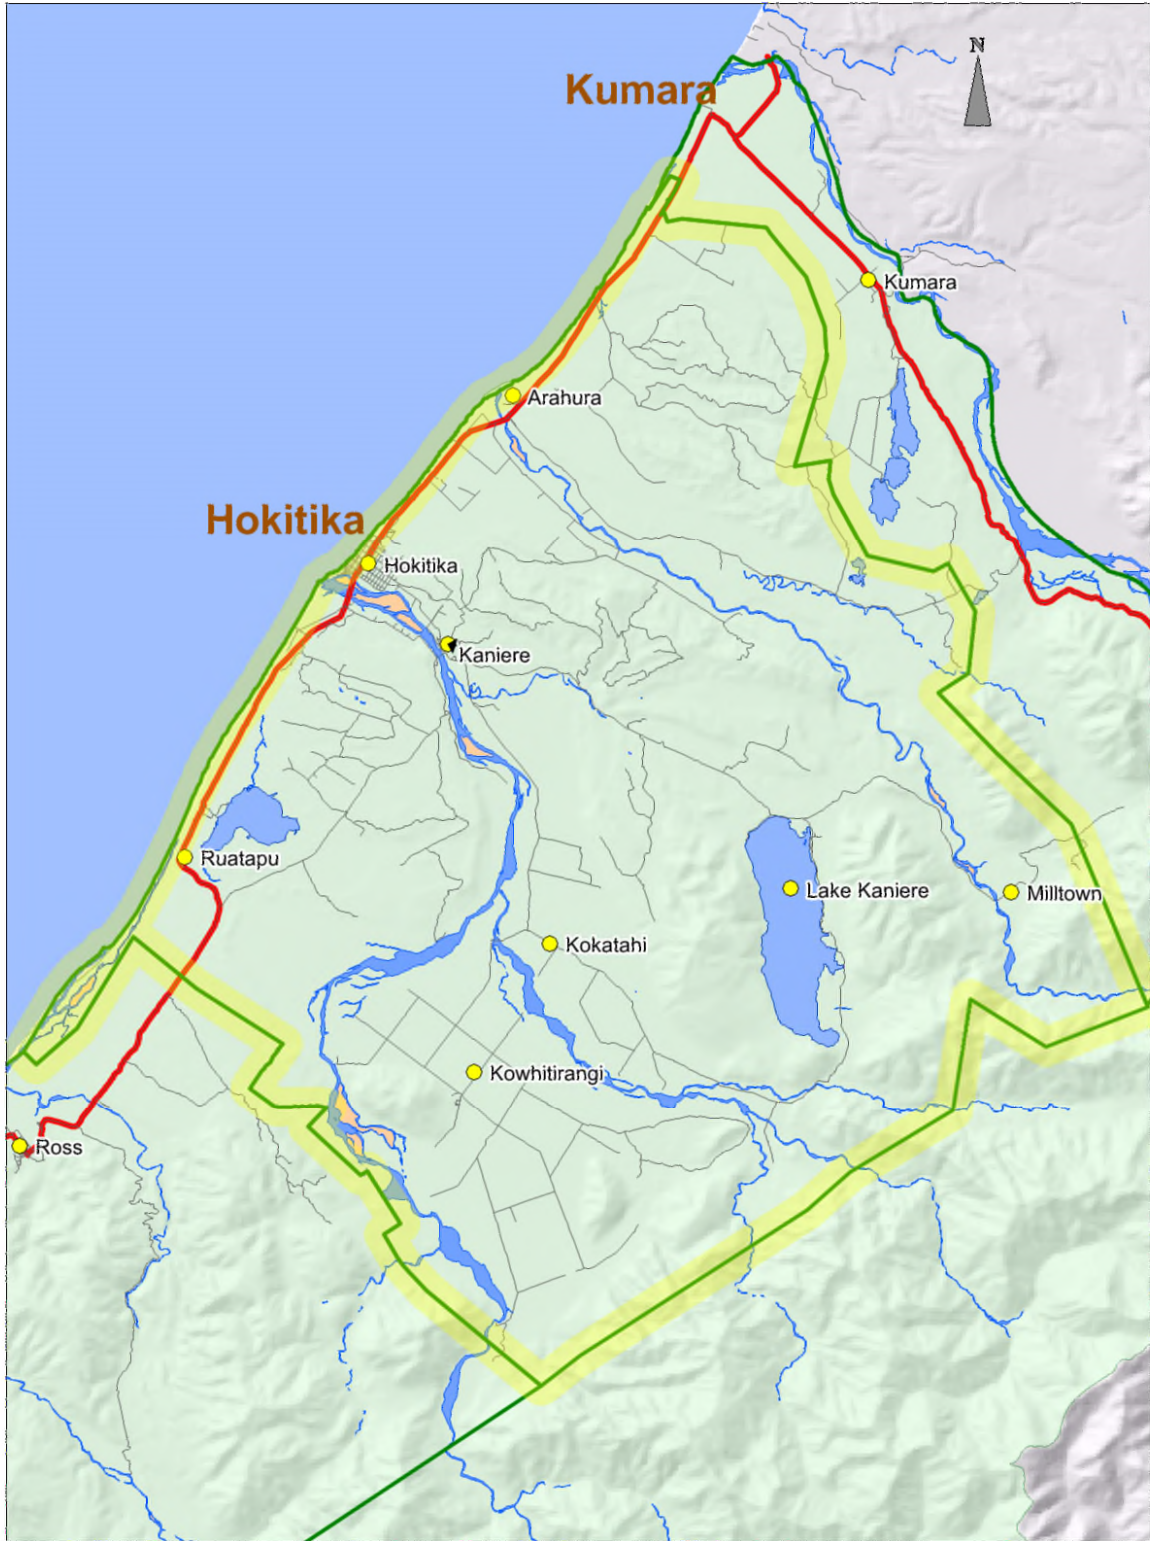 N
Kumara
Kumara
Arahura
Hokitika
Hokitika
Kaniere
Ruatapu
Lake Kaniere
Milltown
Kokatahi
Kowhitirangi
Ross